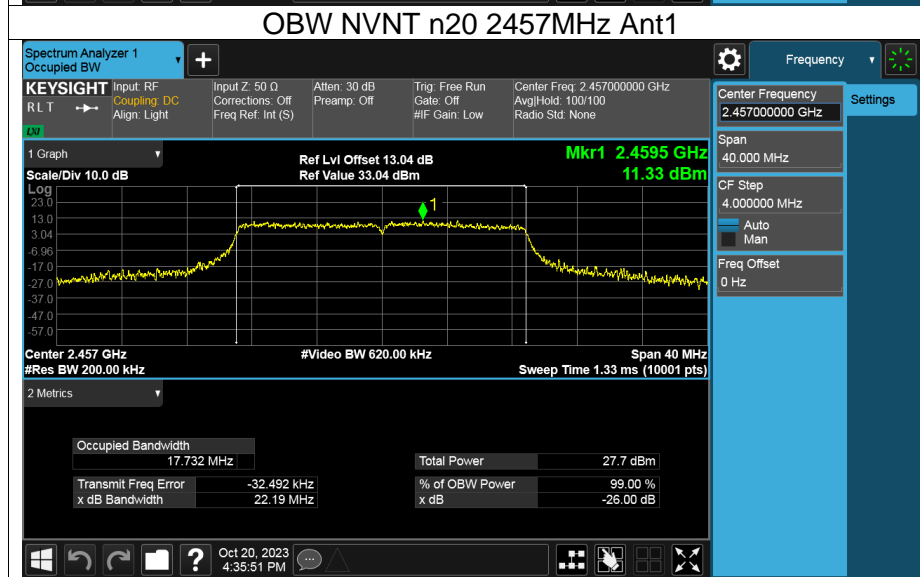 OBW NVNT n20 2457MHz Ant1
Spectrum Analyzer 1
Occupied BW
+
Frequency
KEYSIGHT
R L T
LXI
Input: RF
Coupling: DC
Align: Light
Input Z: 50 Ω
Corrections: Off
Freq Ref: Int (S)
Atten: 30 dB
Preamp: Off
Trig: Free Run
Gate: Off
#IF Gain: Low
Center Freq: 2.457000000 GHz
Avg|Hold: 100/100
Radio Std: None
Center Frequency
2.457000000 GHz
Settings
Span
40.000 MHz
CF Step
4.000000 MHz
Auto
Man
Freq Offset
0 Hz
1 Graph
Ref Lvl Offset 13.04 dB
Mkr1 2.4595 GHz
Scale/Div 10.0 dB
Ref Value 33.04 dBm
11.33 dBm
Log
23.0
13.0
3.04
-6.96
-17.0
-27.0
-37.0
-47.0
-57.0
1
Center 2.457 GHz
#Video BW 620.00 kHz
Span 40 MHz
#Res BW 200.00 kHz
Sweep Time 1.33 ms (10001 pts)
2 Metrics
Occupied Bandwidth
17.732 MHz
Total Power 27.7 dBm
Transmit Freq Error -32.492 kHz
% of OBW Power 99.00 %
x dB Bandwidth 22.19 MHz
x dB -26.00 dB
?
Oct 20, 2023
4:35:51 PM